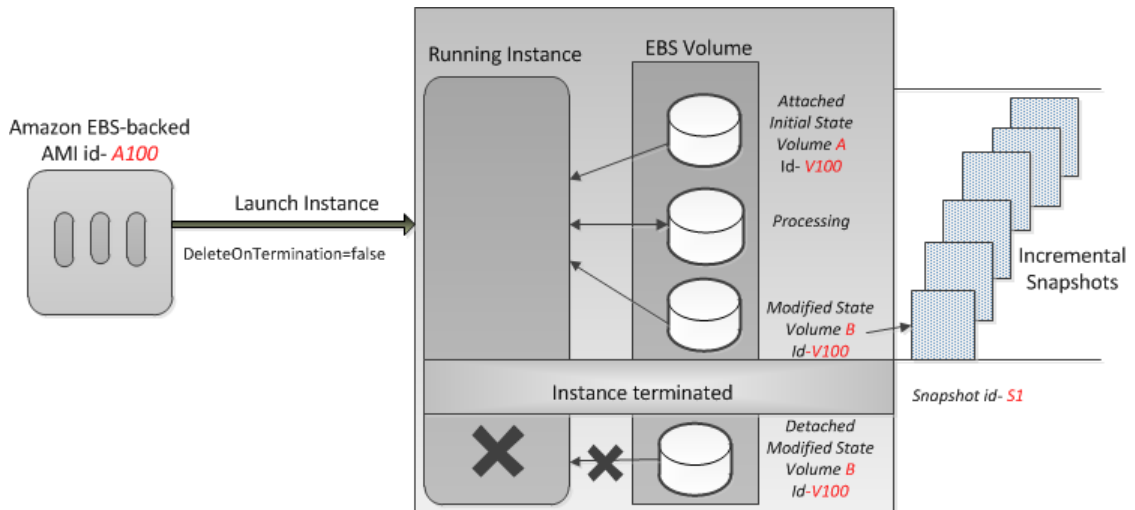 Amazon EBS-backed
AMI id- A100
Launch Instance
DeleteOnTermination=false
Running Instance
EBS Volume
Attached
Initial State
Volume A
Id- V100
Processing
Modified State
Volume B
Id-V100
Incremental
Snapshots
Snapshot id- S1
Instance terminated
Detached
Modified State
Volume B
Id-V100